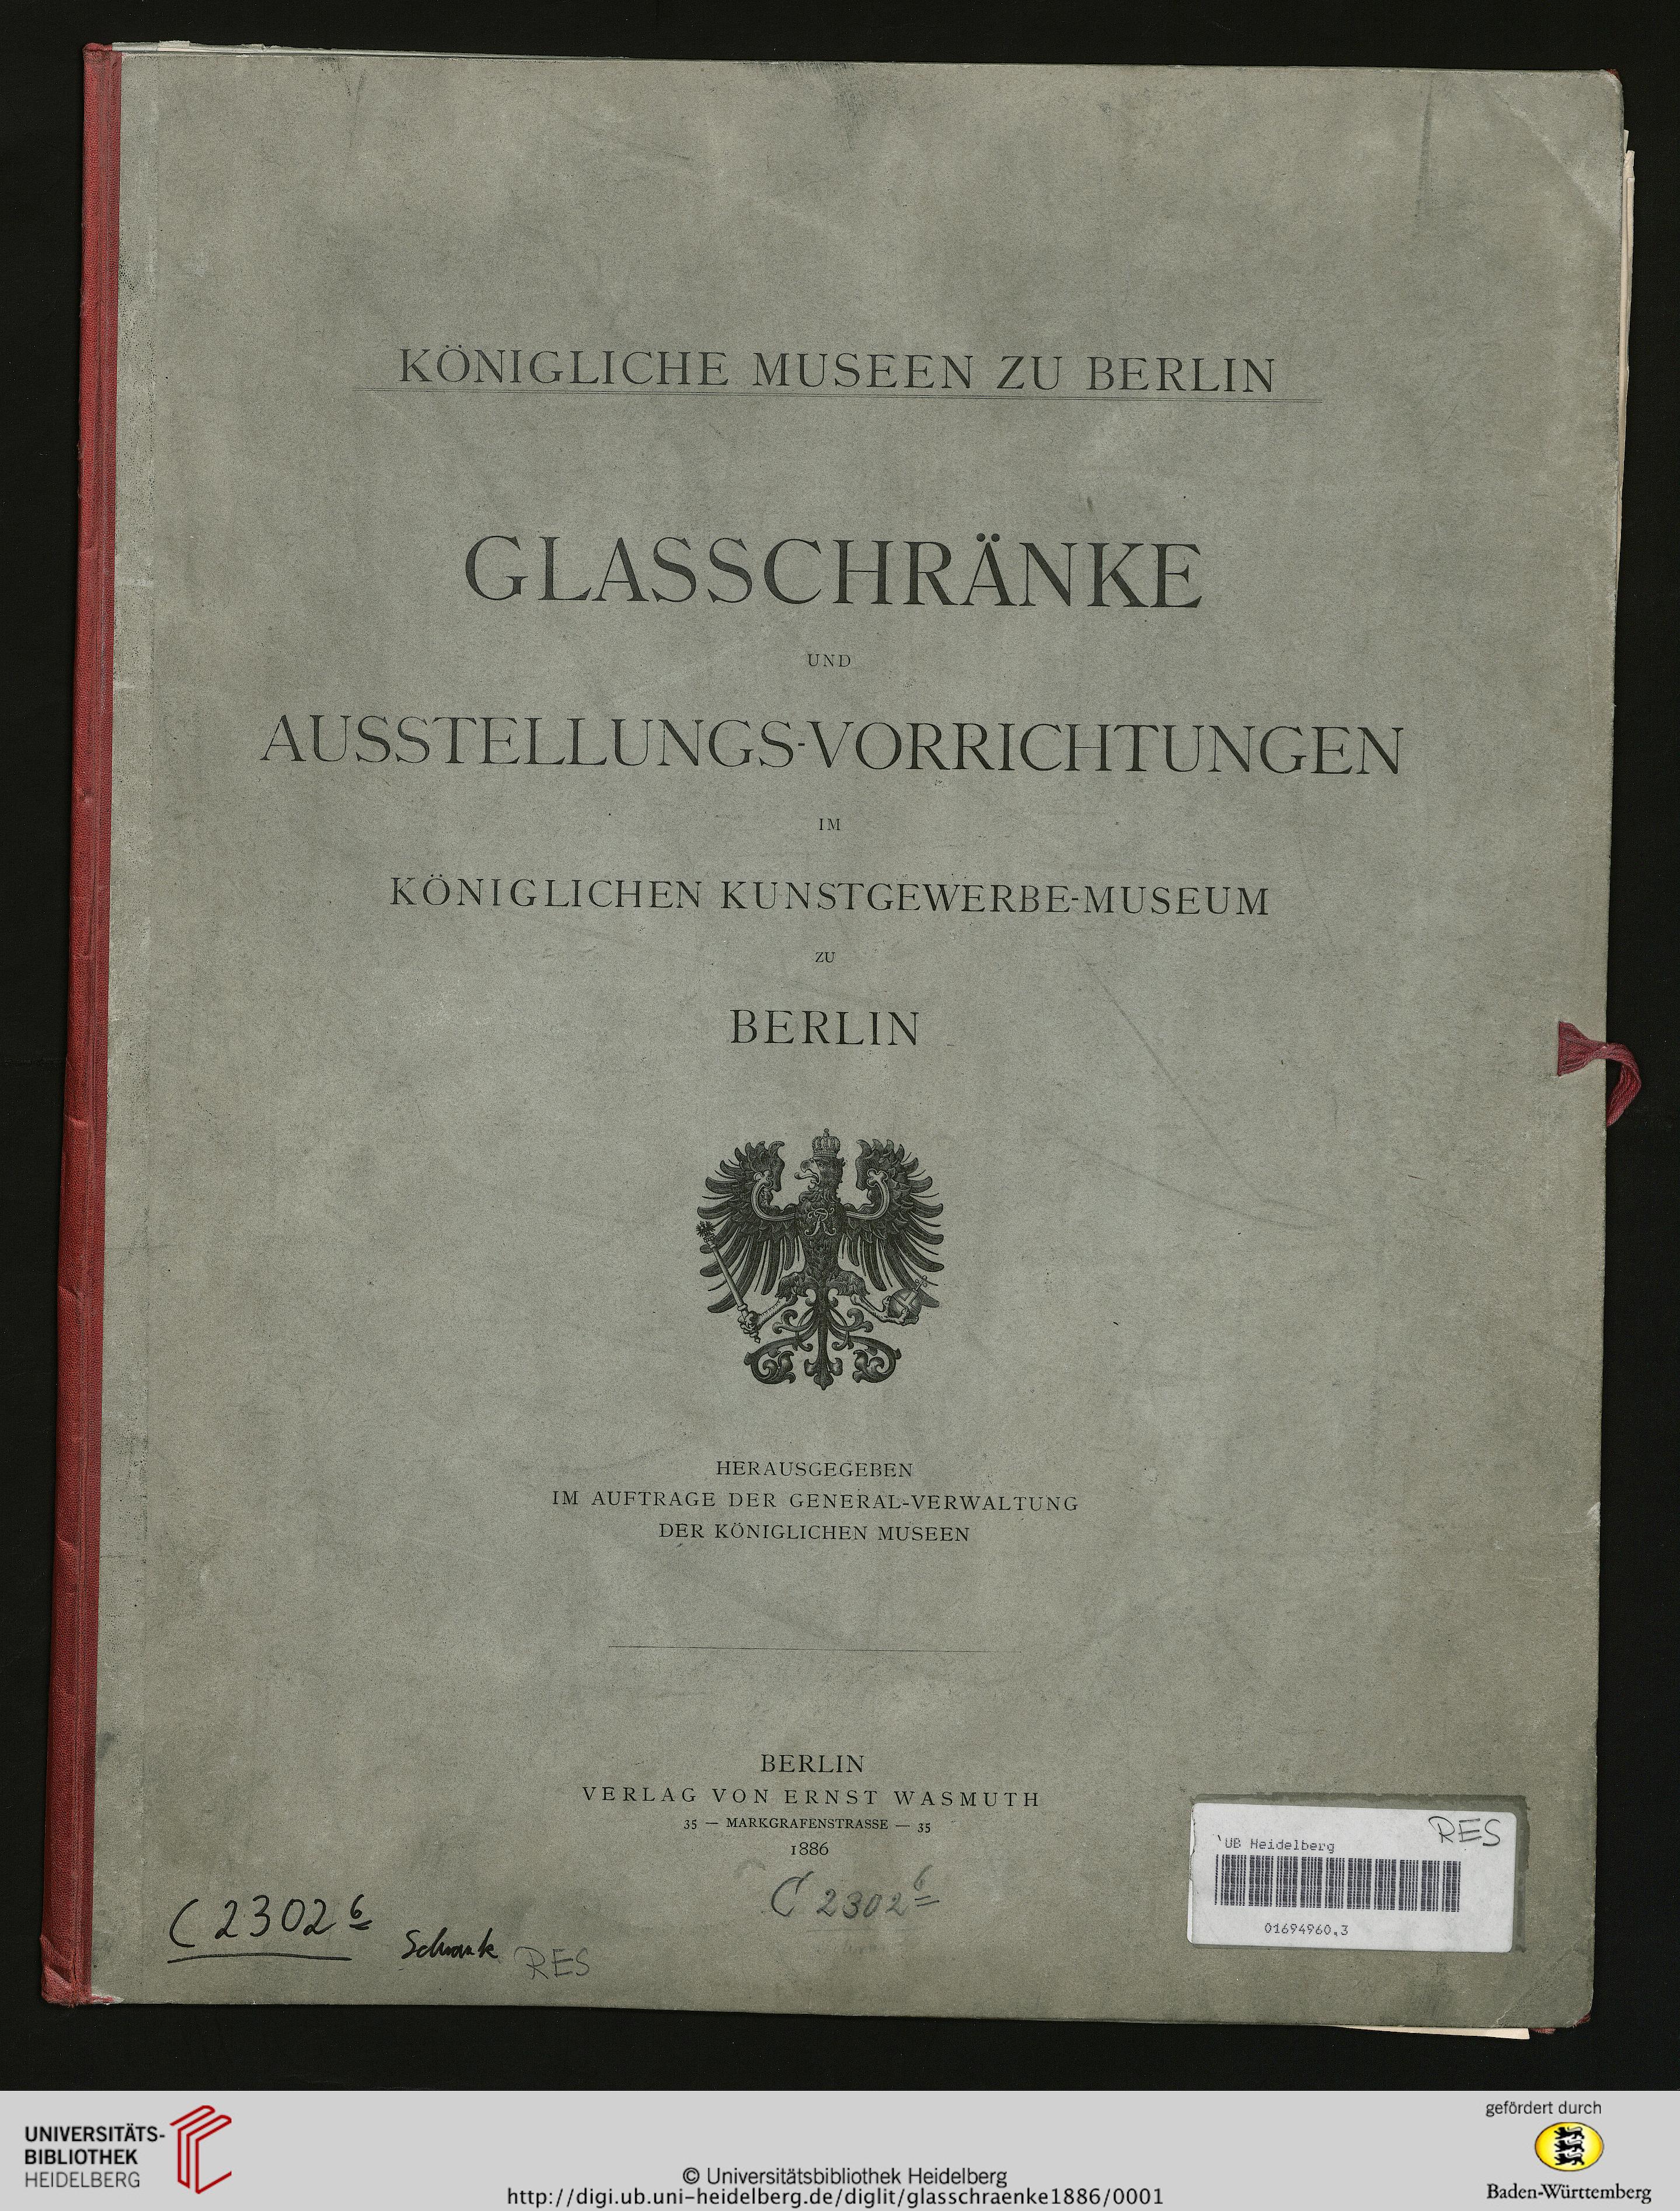 KÖNIGLICHE MUSEEN ZU BERLIN
GLASSCHRÄNKE
UND
AUSSTELLUNGS-VORRICHTUNGEN
IM
KÖNIGLICHEN KUNSTGEWERBE-MUSEUM
ZU
BERLIN
HERAUSGEGEBEN
IM AUFTRAGE DER GENERAL-VERWALTUNG
DER KÖNIGLICHEN MUSEEN
BERLIN
VERLAG VON ERNST WASMUTH
35 — MARKGRAFENSTRASSE — 35
1886
C 2302 6
C 2302 6
Schrank
RES
RES
UB Heidelberg
01694960,3
UNIVERSITÄTS-
BIBLIOTHEK
HEIDELBERG
© Universitätsbibliothek Heidelberg
http://digi.ub.uni-heidelberg.de/diglit/glasschraenke1886/0001
gefördert durch
Baden-Württemberg